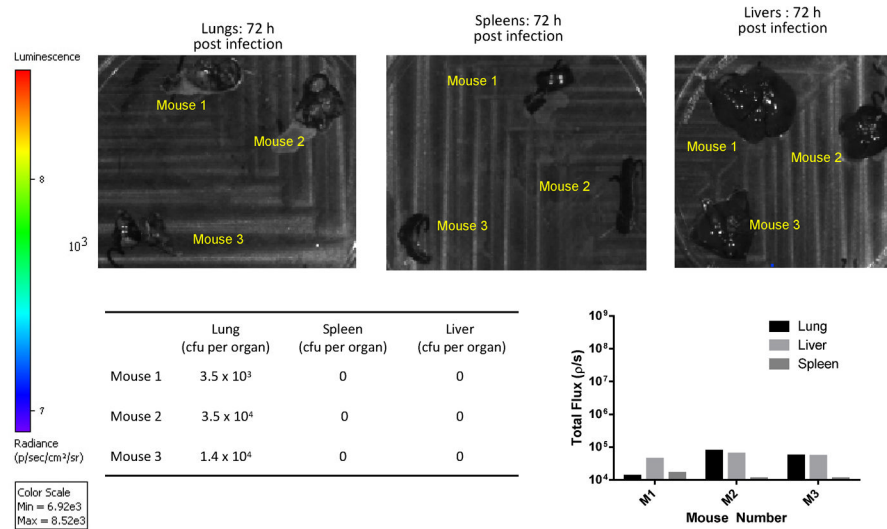 Lungs: 72 h
post infection
Spleens: 72 h
post infection
Livers : 72 h
post infection
Luminescence
8
10³
7
Radiance
(p/sec/cm²/sr)
Color Scale
Min = 6.92e3
Max = 8.52e3
Mouse 1
Mouse 2
Mouse 3
Mouse 1
Mouse 2
Mouse 3
Mouse 1
Mouse 2
Mouse 3
Lung Spleen Liver
(cfu per organ) (cfu per organ) (cfu per organ)
Mouse 1 3.5 x 10³ 0 0
Mouse 2 3.5 x 10⁴ 0 0
Mouse 3 1.4 x 10⁴ 0 0
Total Flux (ρ/s)
10⁹
10⁸
10⁷
10⁶
10⁵
10⁴
Lung
Liver
Spleen
M1 M2 M3
Mouse Number